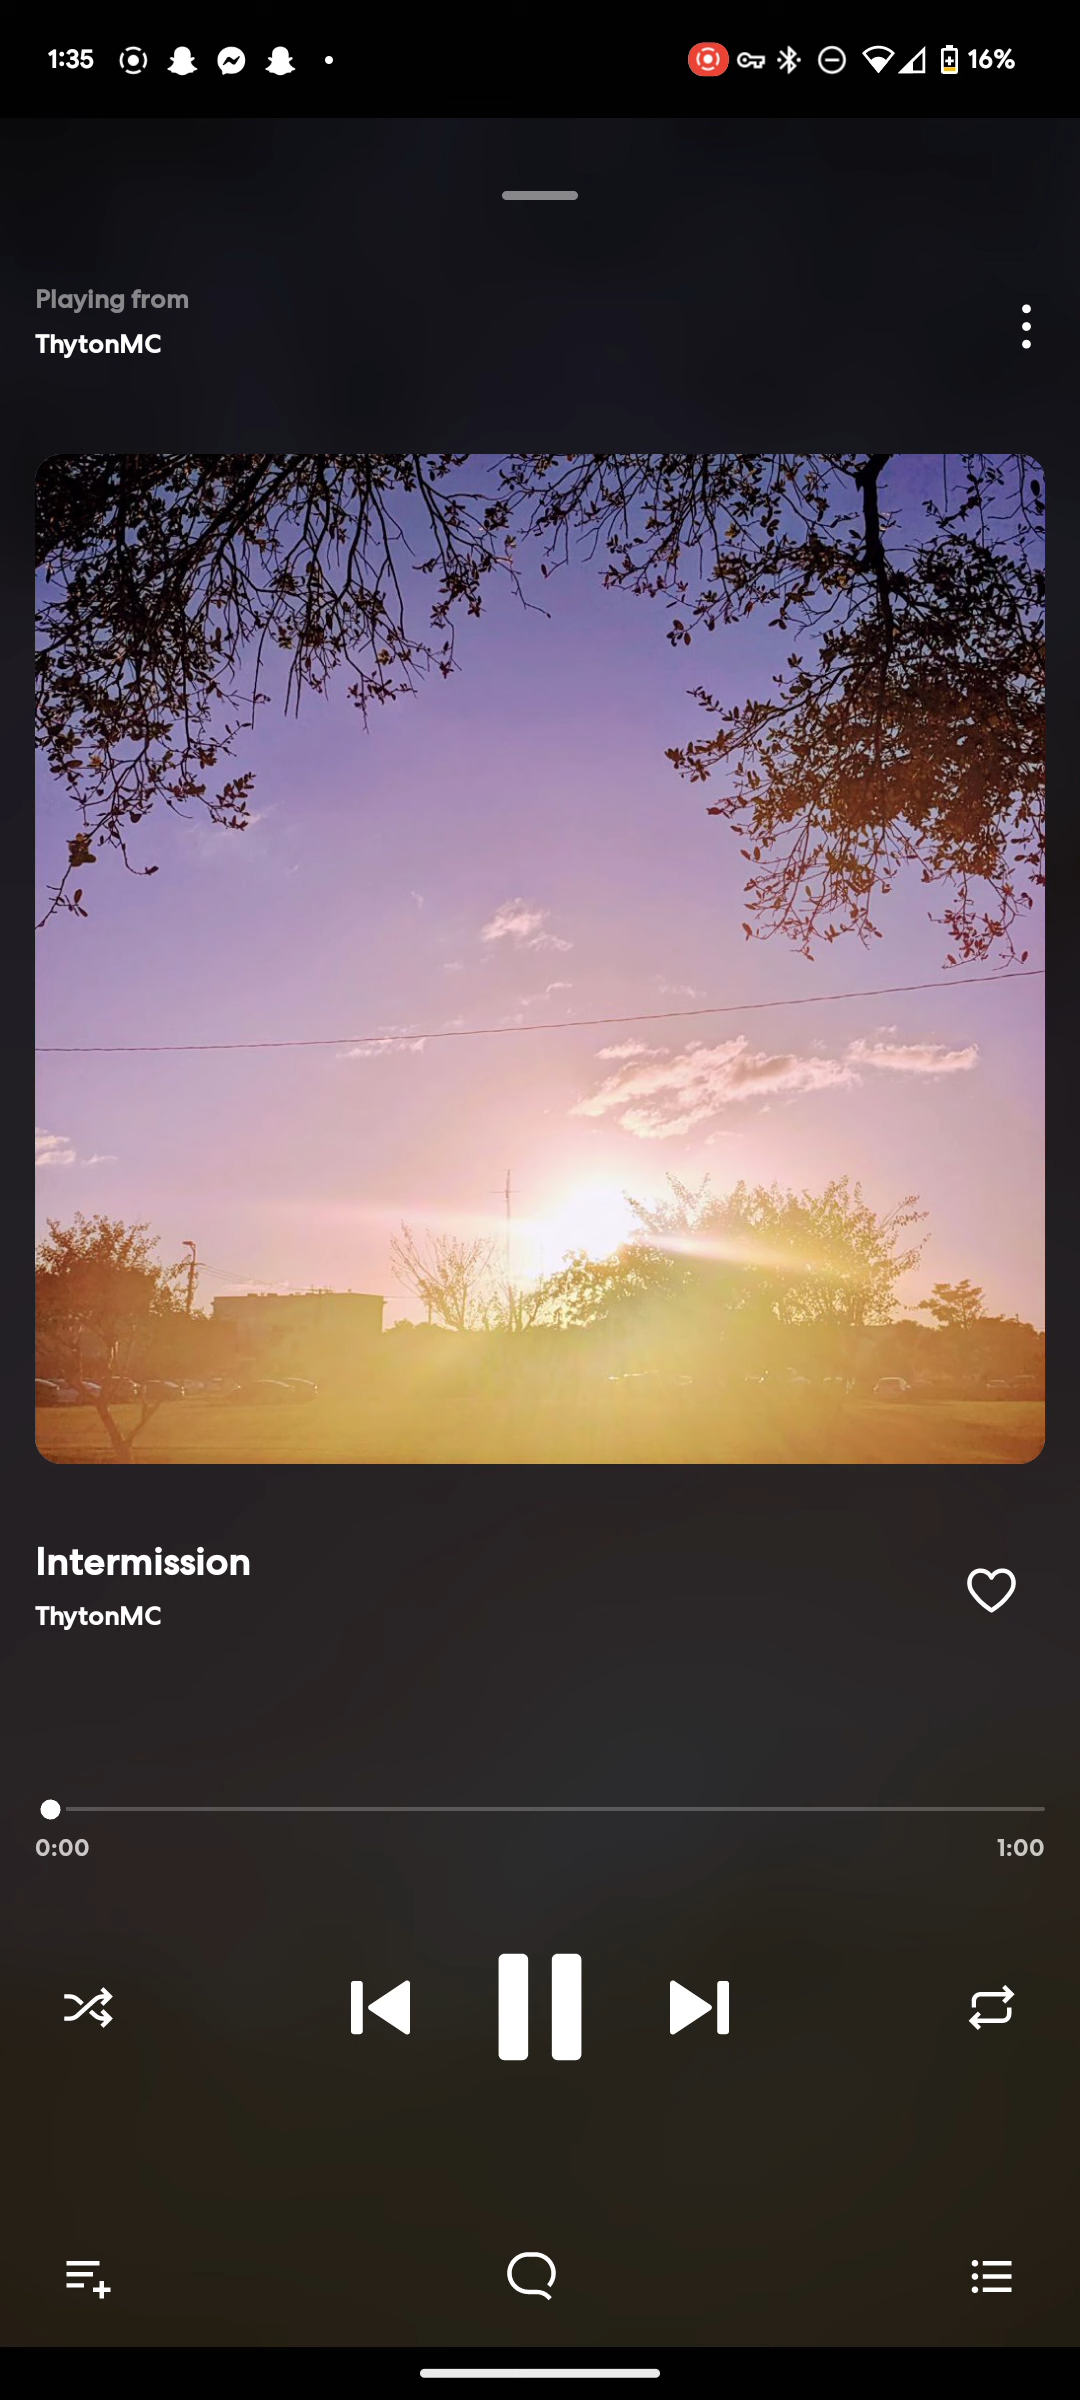 1:35
16%
Playing from
ThytonMC
Intermission
ThytonMC
0:00
1:00